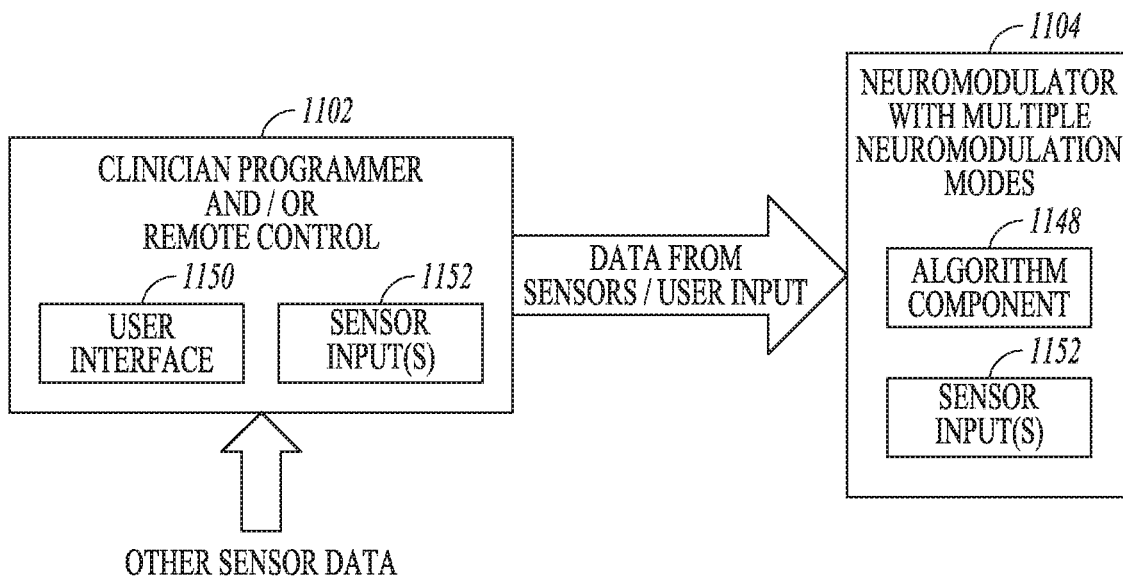 1102
CLINICIAN PROGRAMMER
AND / OR
REMOTE CONTROL
1150
USER
INTERFACE
1152
SENSOR
INPUT(S)
OTHER SENSOR DATA
DATA FROM
SENSORS / USER INPUT
1104
NEUROMODULATOR
WITH MULTIPLE
NEUROMODULATION
MODES
1148
ALGORITHM
COMPONENT
1152
SENSOR
INPUT(S)